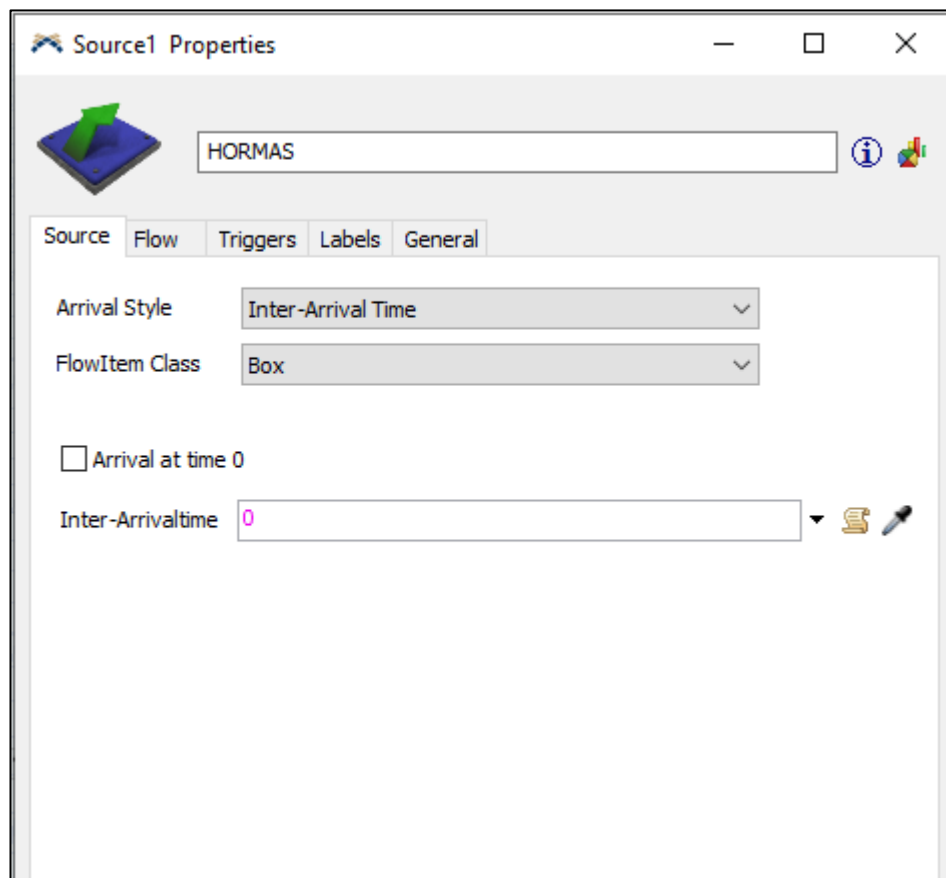 Source1 Properties
HORMAS
Source Flow Triggers Labels General
Arrival Style Inter-Arrival Time
FlowItem Class Box
Arrival at time 0
Inter-Arrivaltime 0